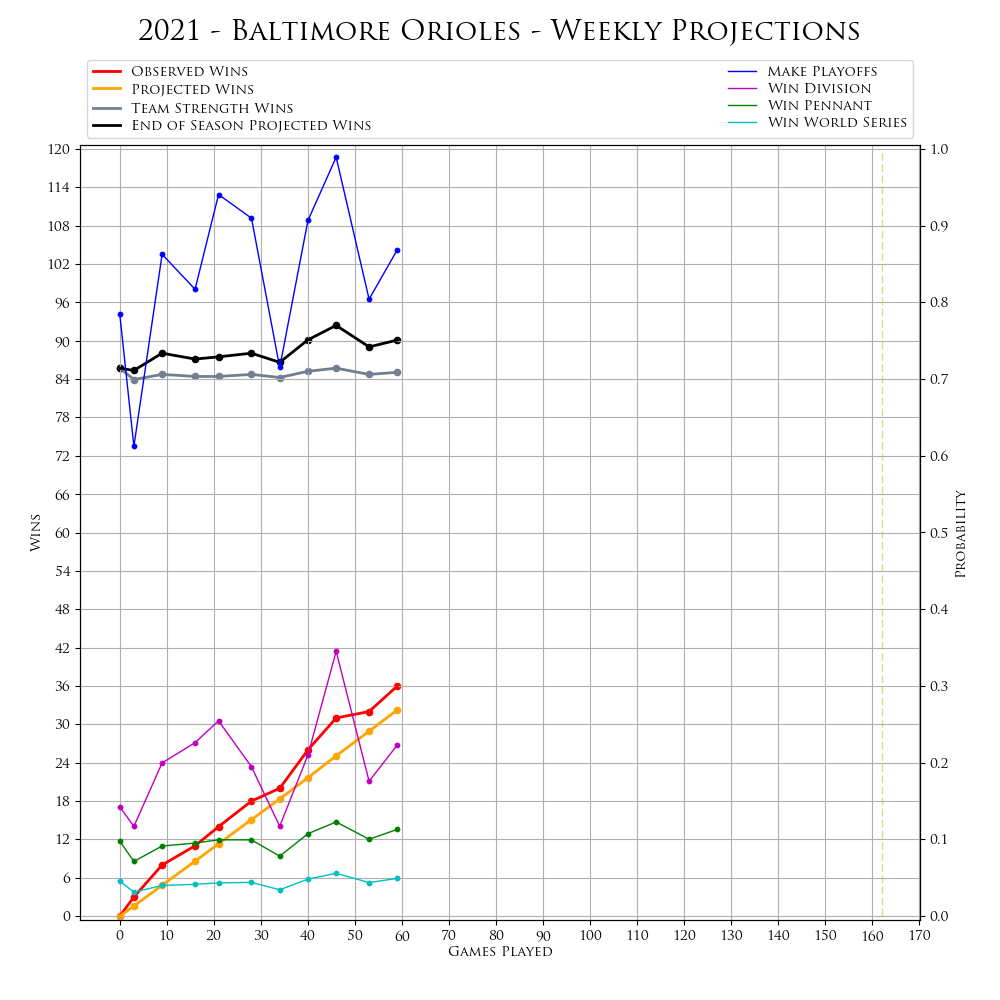 2021 - Baltimore Orioles - Weekly Projections
Observed Wins
Projected Wins
Team Strength Wins
End of Season Projected Wins
Make Playoffs
Win Division
Win Pennant
Win World Series
120
114
108
102
96
90
84
78
72
66
60
54
48
42
36
30
24
18
12
6
0
Wins
1.0
0.9
0.8
0.7
0.6
0.5
0.4
0.3
0.2
0.1
0.0
Probability
0 10 20 30 40 50 60 70 80 90 100 110 120 130 140 150 160 170
Games Played